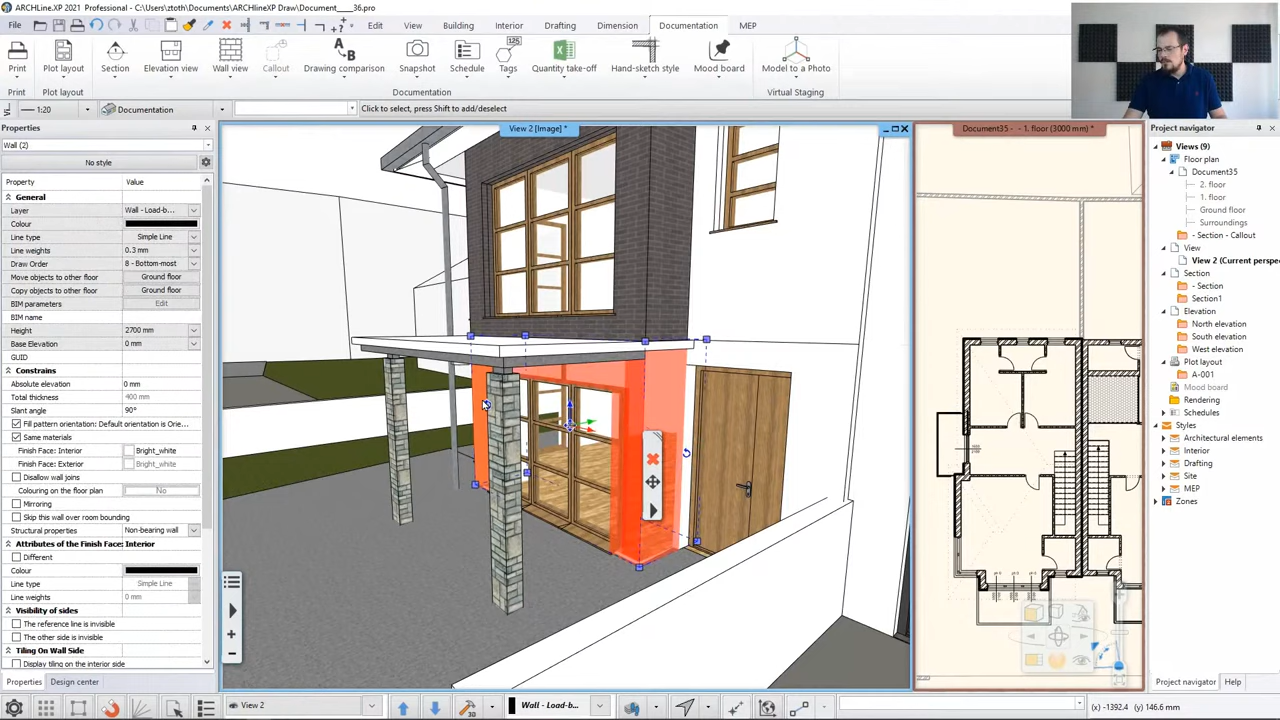 ARCHLine.XP 2021 Professional - C:\Users\ztoth\Documents\ARCHlineXP Draw\Document____36.pro
File
Edit
View
Building
Interior
Drafting
Dimension
Documentation
MEP
Print
Plot layout
Section
Elevation view
Wall view
Callout
Drawing comparison
Snapshot
Schedule
Tags
Quantity take-off
Hand-sketch style
Mood board
Model to a Photo
Print
Plot layout
Documentation
Virtual Staging
1:20
Documentation
Click to select, press Shift to add/deselect
Properties
Wall (2)
No style
Property Value
General
Layer Wall - Load-b...
Colour
Line type Simple Line
Line weights 0.3 mm
Draw Order 8 - Bottom-most
Move objects to other floor Ground floor
Copy objects to other floor Ground floor
BIM parameters Edit
BIM name
Height 2700 mm
Base Elevation 0 mm
GUID
Constrains
Absolute elevation 0 mm
Total thickness 400 mm
Slant angle 90°
Fill pattern orientation: Default orientation is Orie...
Same materials
Finish Face: Interior Bright_white
Finish Face: Exterior Bright_white
Disallow wall joins
Colouring on the floor plan No
Mirroring
Skip this wall over room bounding
Structural properties Non-bearing wall
Attributes of the Finish Face: Interior
Different
Colour
Line type Simple Line
Line weights 0 mm
Visibility of sides
The reference line is invisible
The other side is invisible
Tiling On Wall Side
Display tiling on the interior side
Properties
Design center
View 2 [Image] *
Document35 - - 1. floor (3000 mm) *
Project navigator
Views (9)
Floor plan
Document35
2. floor
1. floor
Ground floor
Surroundings
- Section - Callout
View
View 2 (Current perspe
Section
- Section
Section1
Elevation
North elevation
South elevation
West elevation
Plot layout
A-001
Mood board
Rendering
Schedules
Styles
Architectural elements
Interior
Drafting
Site
MEP
Zones
Project navigator
Help
View 2
Wall - Load-b...
(x) -1392.4 (y) 146.6 mm